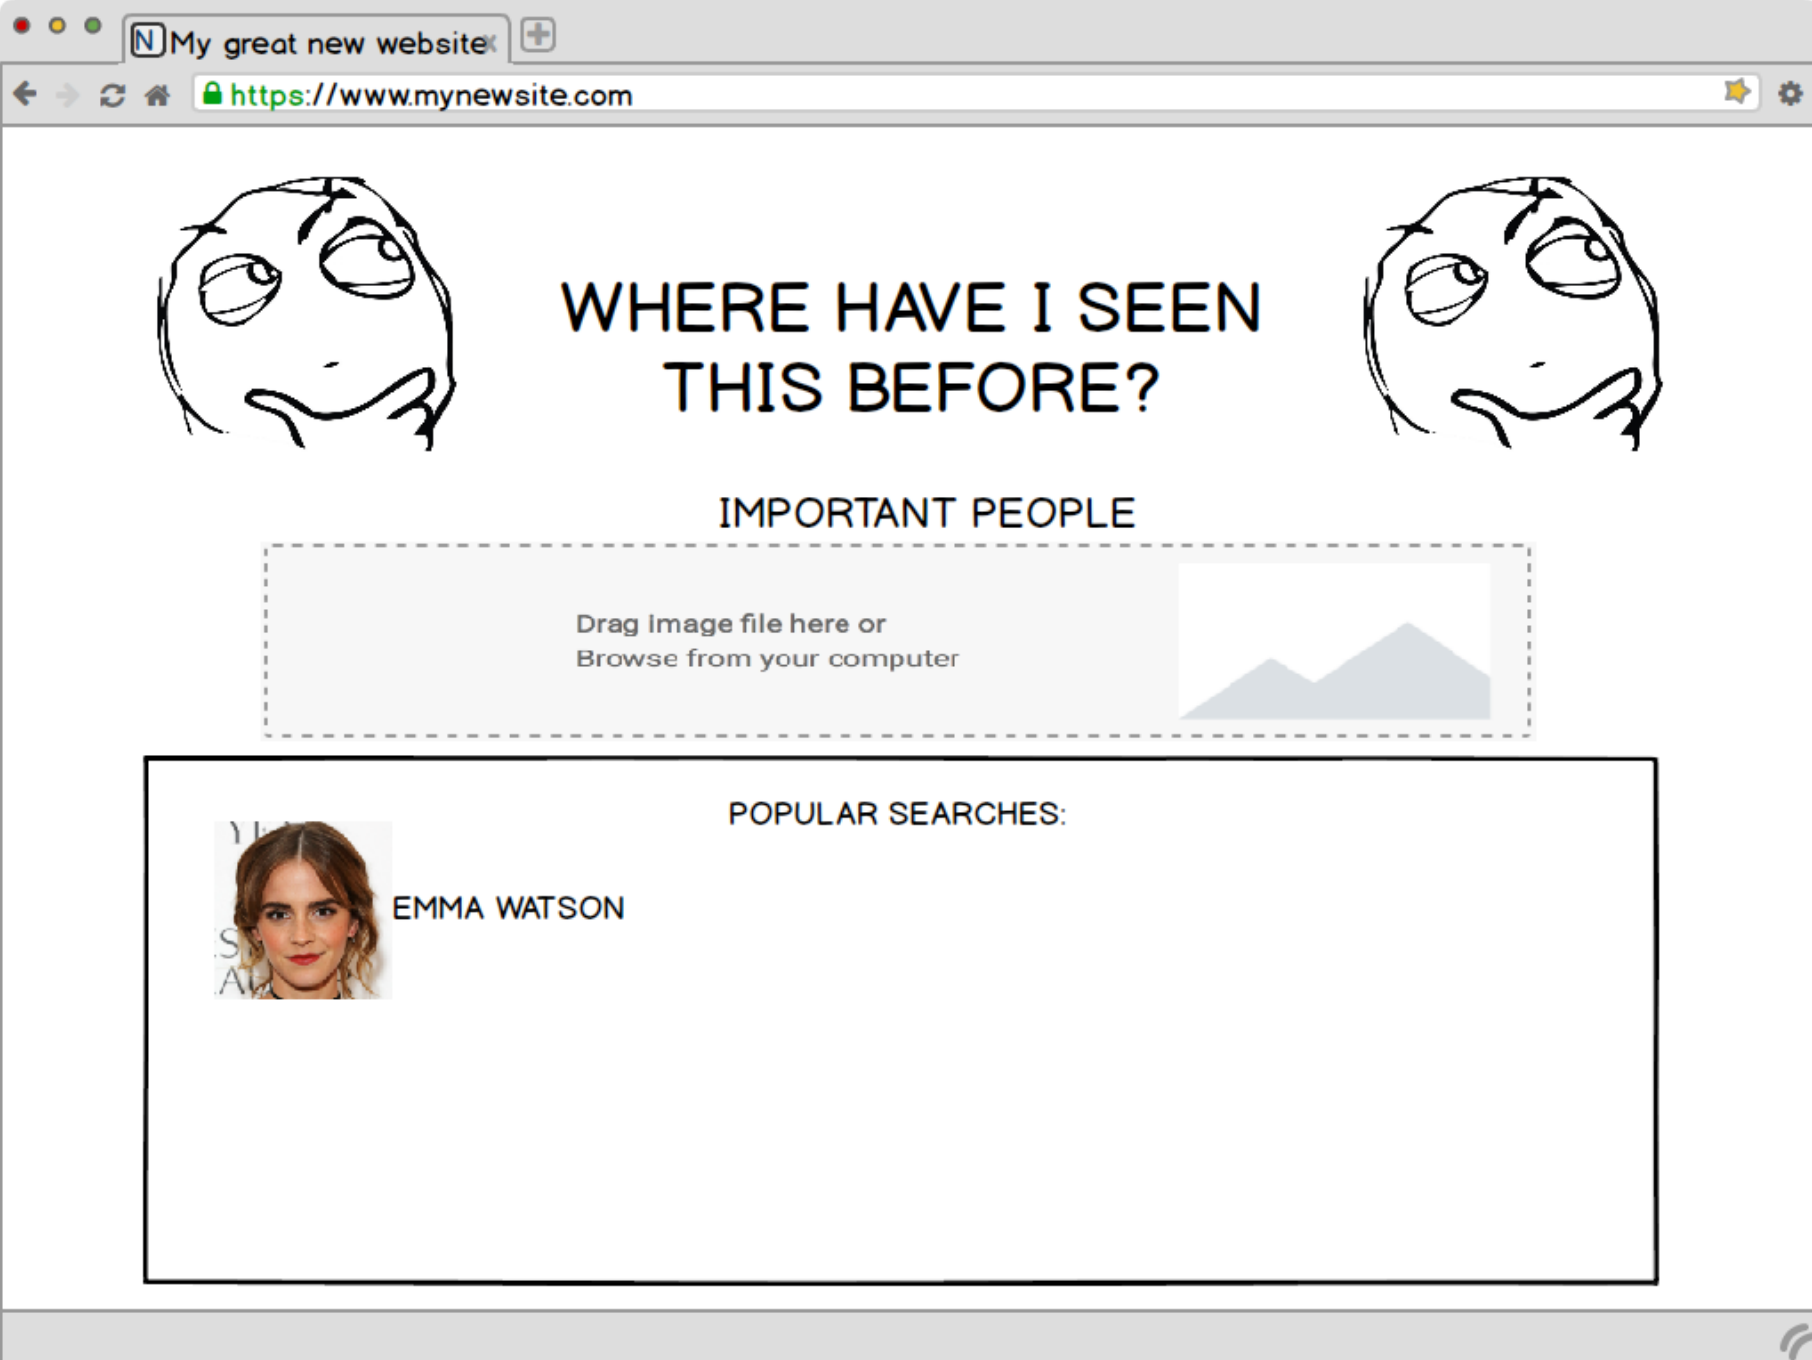 N My great new website x
https://www.mynewsite.com
WHERE HAVE I SEEN
THIS BEFORE?
IMPORTANT PEOPLE
Drag image file here or
Browse from your computer
POPULAR SEARCHES:
EMMA WATSON